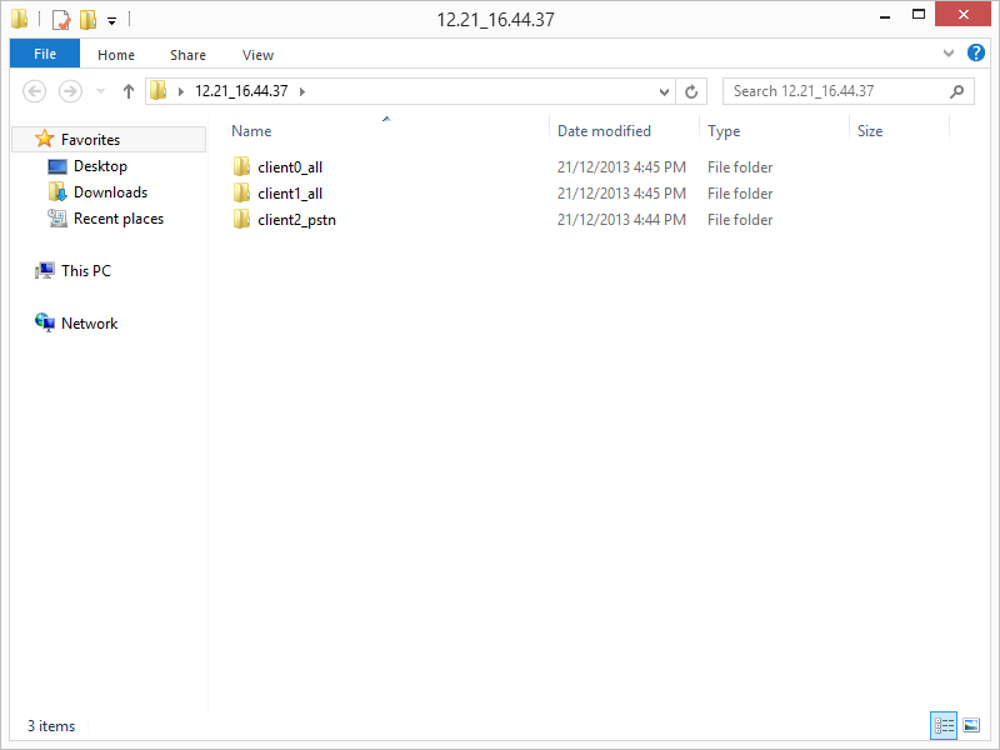 12.21_16.44.37
File Home Share View
12.21_16.44.37 Search 12.21_16.44.37
Favorites
Desktop
Downloads
Recent places
This PC
Network
Name Date modified Type Size
client0_all 21/12/2013 4:45 PM File folder
client1_all 21/12/2013 4:45 PM File folder
client2_pstn 21/12/2013 4:44 PM File folder
3 items